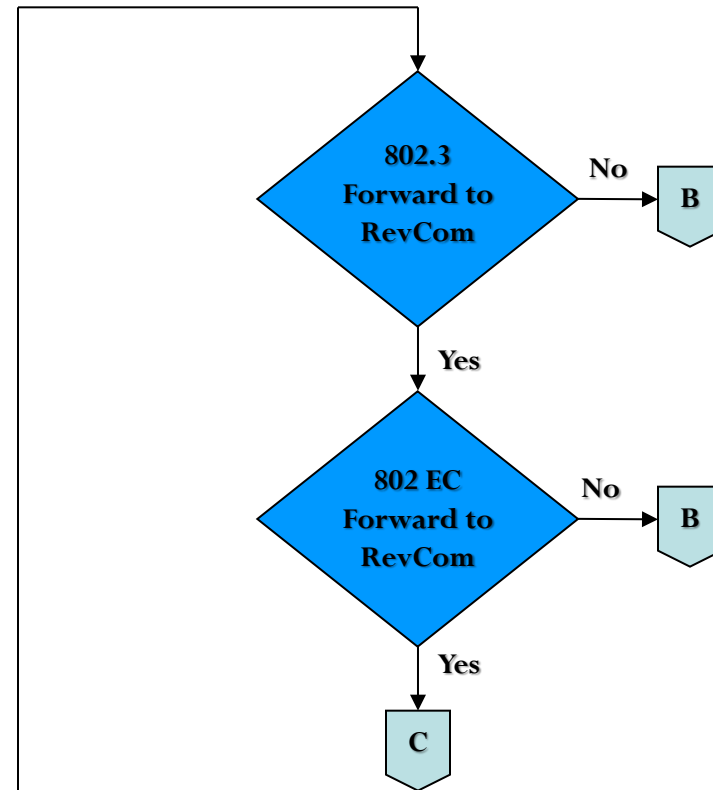 802.3
Forward to
RevCom
No
B
Yes
802 EC
Forward to
RevCom
No
B
Yes
C